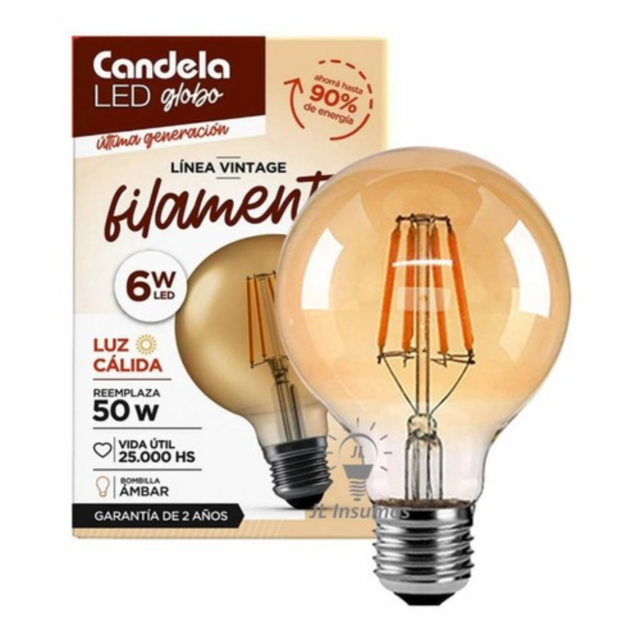 Candela
LED globo
última generación
ahorrá hasta
90%
de energía
LÍNEA VINTAGE
filament
6W
LED
LUZ
CÁLIDA
REEMPLAZA
50 W
VIDA ÚTIL
25.000 HS
BOMBILLA
ÁMBAR
GARANTÍA DE 2 AÑOS
JL
JL Insumos